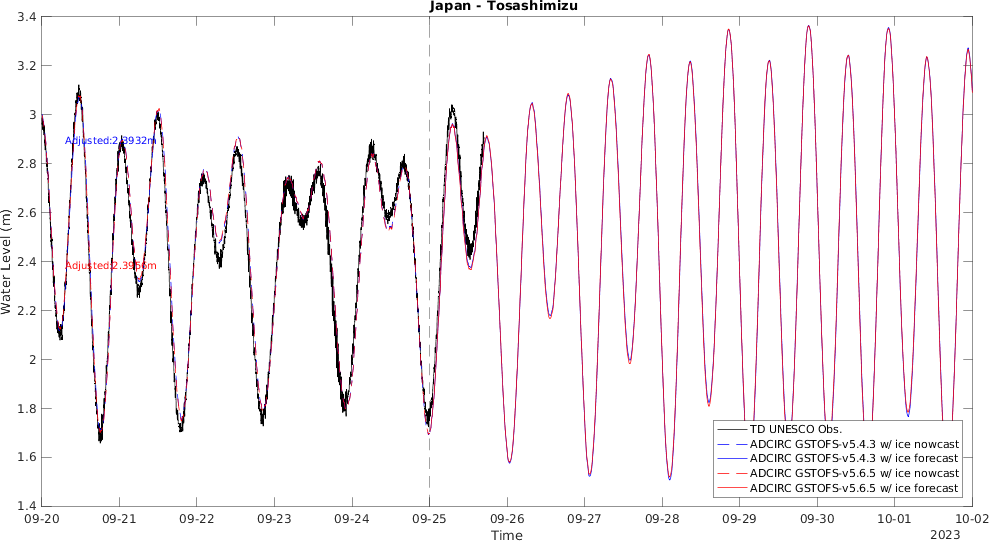 Japan - Tosashimizu
Water Level (m)
3.4
3.2
3
2.8
2.6
2.4
2.2
2
1.8
1.6
1.4
Adjusted:2.3932m
Adjusted:2.3966m
TD UNESCO Obs.
ADCIRC GSTOFS-v5.4.3 w/ ice nowcast
ADCIRC GSTOFS-v5.4.3 w/ ice forecast
ADCIRC GSTOFS-v5.6.5 w/ ice nowcast
ADCIRC GSTOFS-v5.6.5 w/ ice forecast
09-20 09-21 09-22 09-23 09-24 09-25 09-26 09-27 09-28 09-29 09-30 10-01 10-02
Time
2023